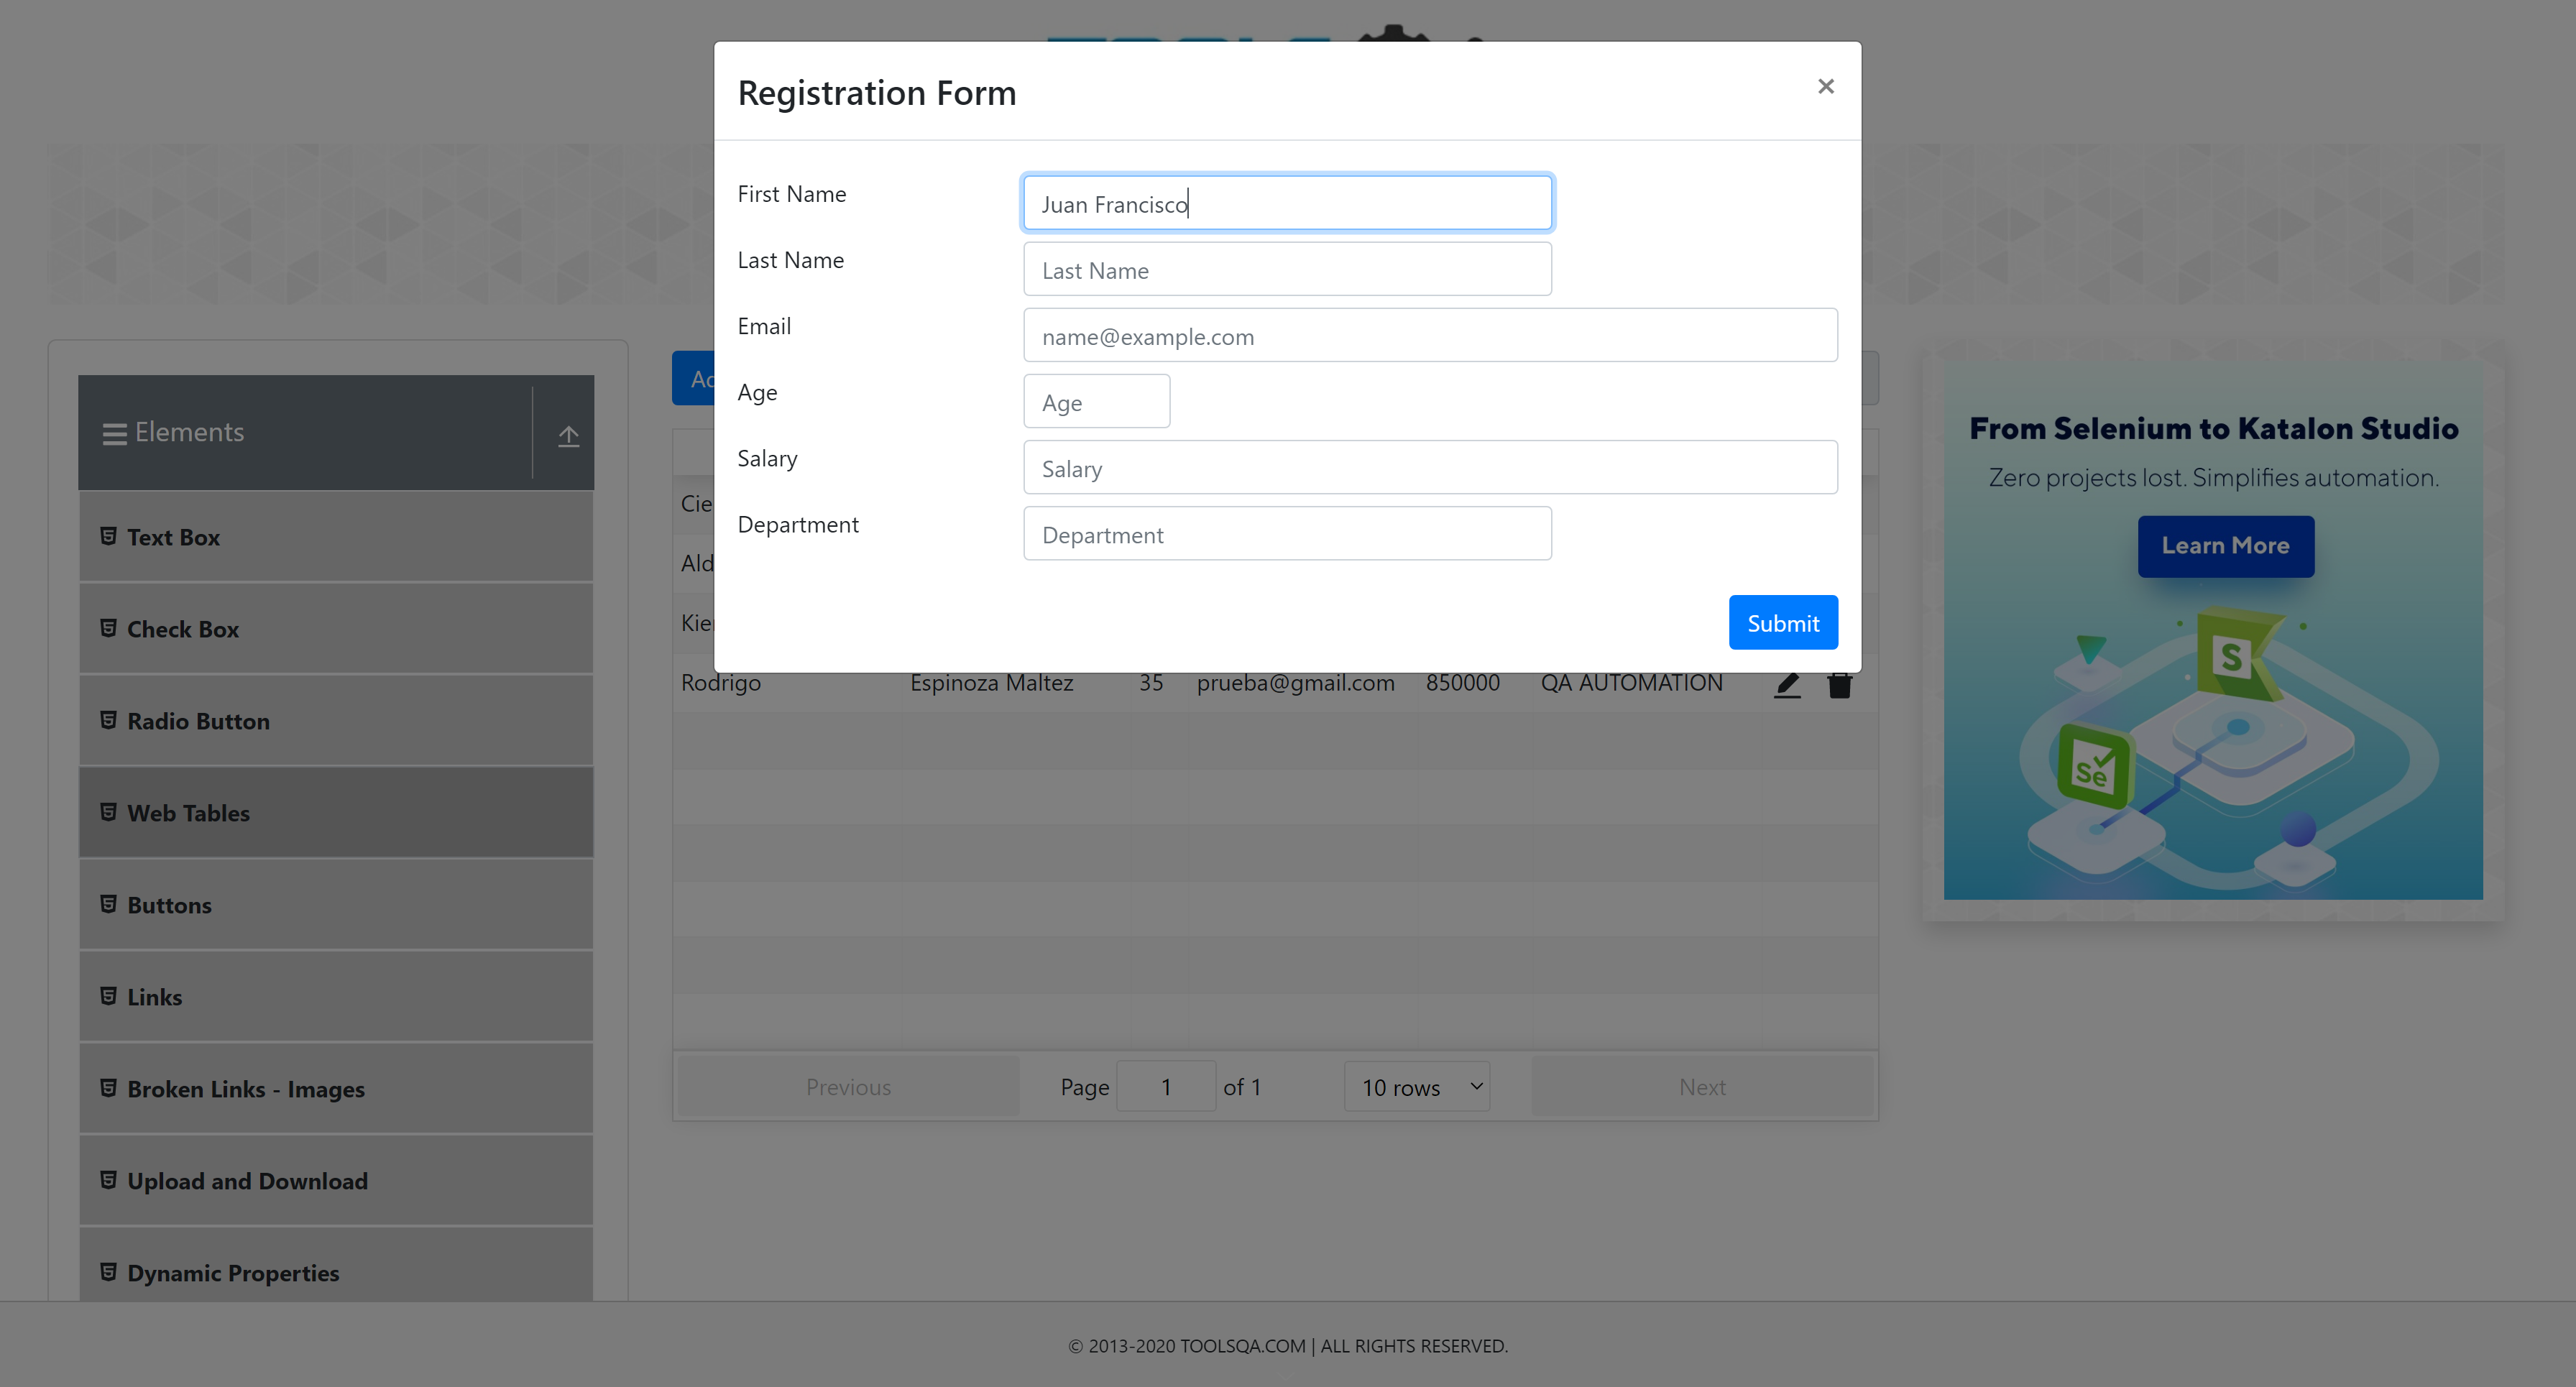 Registration Form
×
First Name
Juan Francisco
Last Name
Last Name
Email
name@example.com
Age
Age
Salary
Salary
Department
Department
Submit
Elements
Text Box
Check Box
Radio Button
Web Tables
Buttons
Links
Broken Links - Images
Upload and Download
Dynamic Properties
Rodrigo Espinoza Maltez 35 prueba@gmail.com 850000 QA AUTOMATION
Previous Page 1 of 1 10 rows Next
From Selenium to Katalon Studio
Zero projects lost. Simplifies automation.
Learn More
S
Se
© 2013-2020 TOOLSQA.COM | ALL RIGHTS RESERVED.